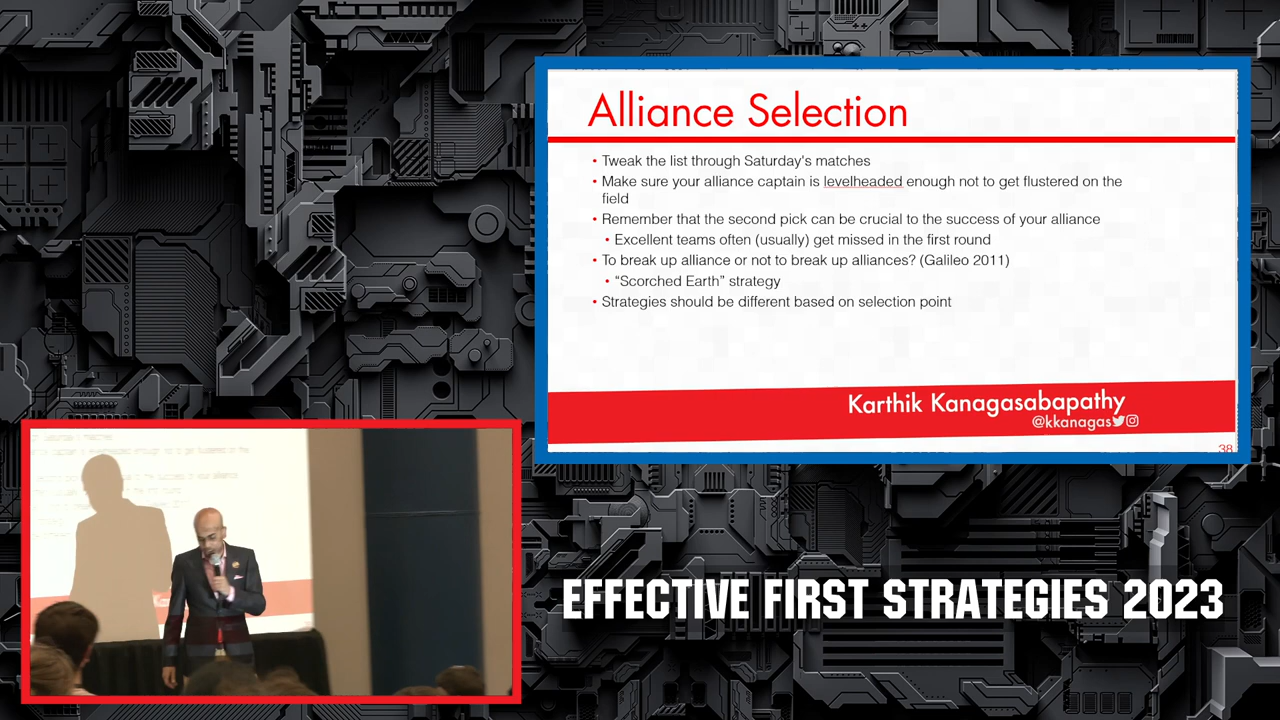 Alliance Selection
• Tweak the list through Saturday's matches
• Make sure your alliance captain is levelheaded enough not to get flustered on the
field
• Remember that the second pick can be crucial to the success of your alliance
• Excellent teams often (usually) get missed in the first round
• To break up alliance or not to break up alliances? (Galileo 2011)
• “Scorched Earth” strategy
• Strategies should be different based on selection point
Karthik Kanagasabapathy
@kkanagas
38
EFFECTIVE FIRST STRATEGIES 2023